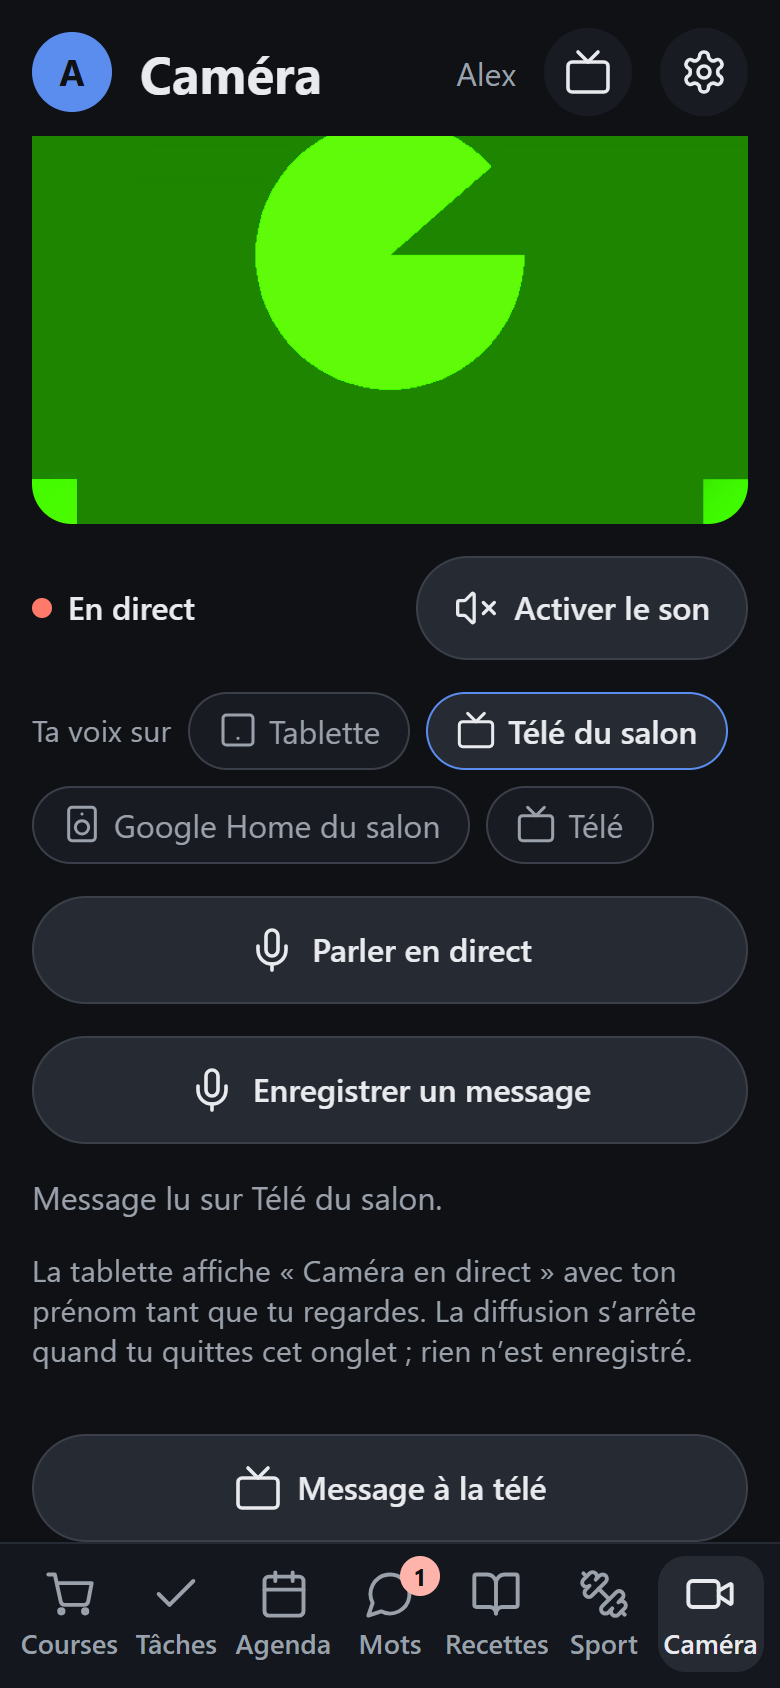 A
Caméra
Alex
En direct
Activer le son
Ta voix sur
Tablette
Télé du salon
Google Home du salon
Télé
Parler en direct
Enregistrer un message
Message lu sur Télé du salon.
La tablette affiche « Caméra en direct » avec ton
prénom tant que tu regardes. La diffusion s’arrête
quand tu quittes cet onglet ; rien n’est enregistré.
Message à la télé
1
Courses
Tâches
Agenda
Mots
Recettes
Sport
Caméra